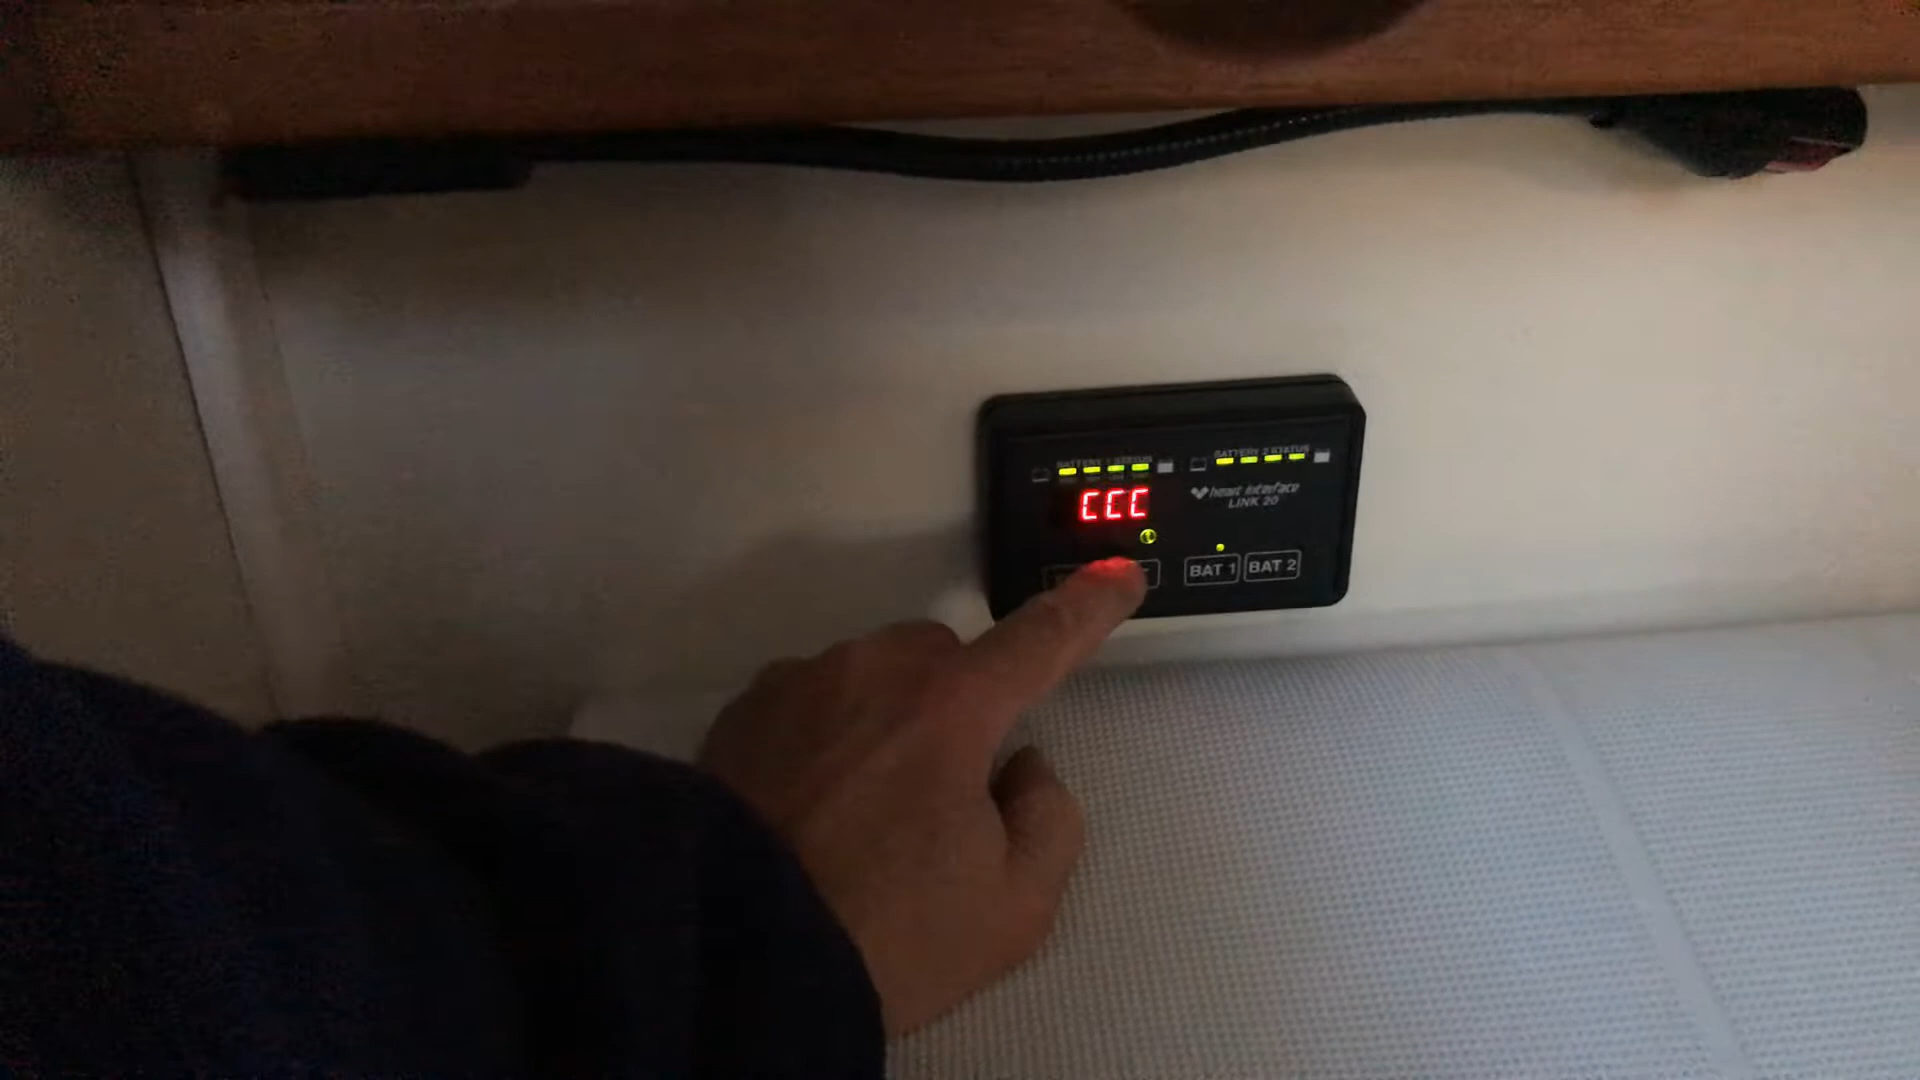 BATTERY 1 STATUS
BATTERY 2 STATUS
CCC
heart interface
LINK 20
BAT 1
BAT 2